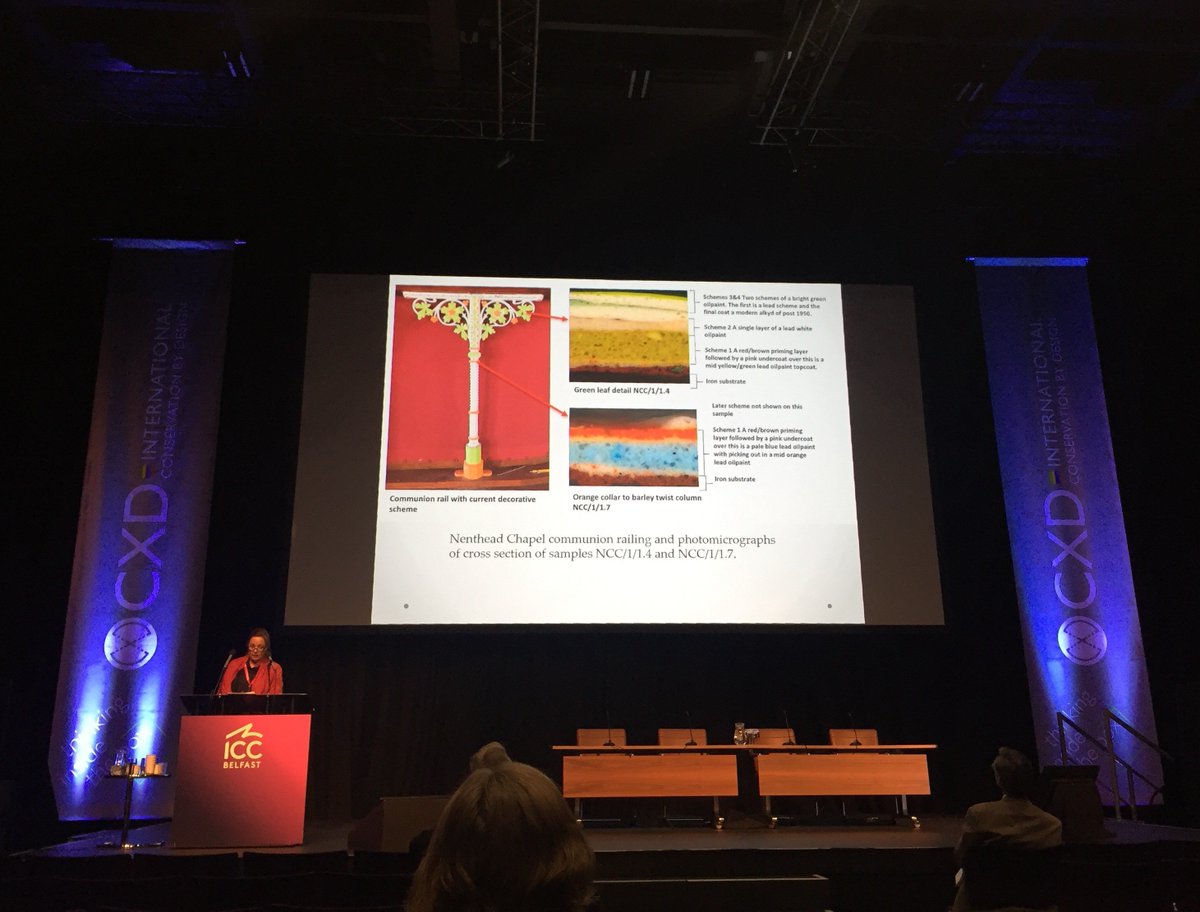 Schemes 3&4 Two schemes of a bright green
oilpaint. The first is a lead scheme and the
final coat a modern alkyd of post 1950.
Scheme 2 A single layer of a lead white
oilpaint
Scheme 1 A red/brown priming layer
followed by a pink undercoat over this is a
mid yellow/green lead oilpaint topcoat.
Iron substrate
Green leaf detail NCC/1/1.4
Later scheme not shown on this
sample
Scheme 1 A red/brown priming
layer followed by a pink undercoat
over this is a pale blue lead oilpaint
with picking out in a mid orange
lead oilpaint
Iron substrate
Communion rail with current decorative
scheme
Orange collar to barley twist column
NCC/1/1.7
Nenthead Chapel communion railing and photomicrographs
of cross section of samples NCC/1/1.4 and NCC/1/1.7.
CXD-INTERNATIONAL
CONSERVATION BY DESIGN
CXD-INTERNATIONAL
CONSERVATION BY DESIGN
ICC
BELFAST